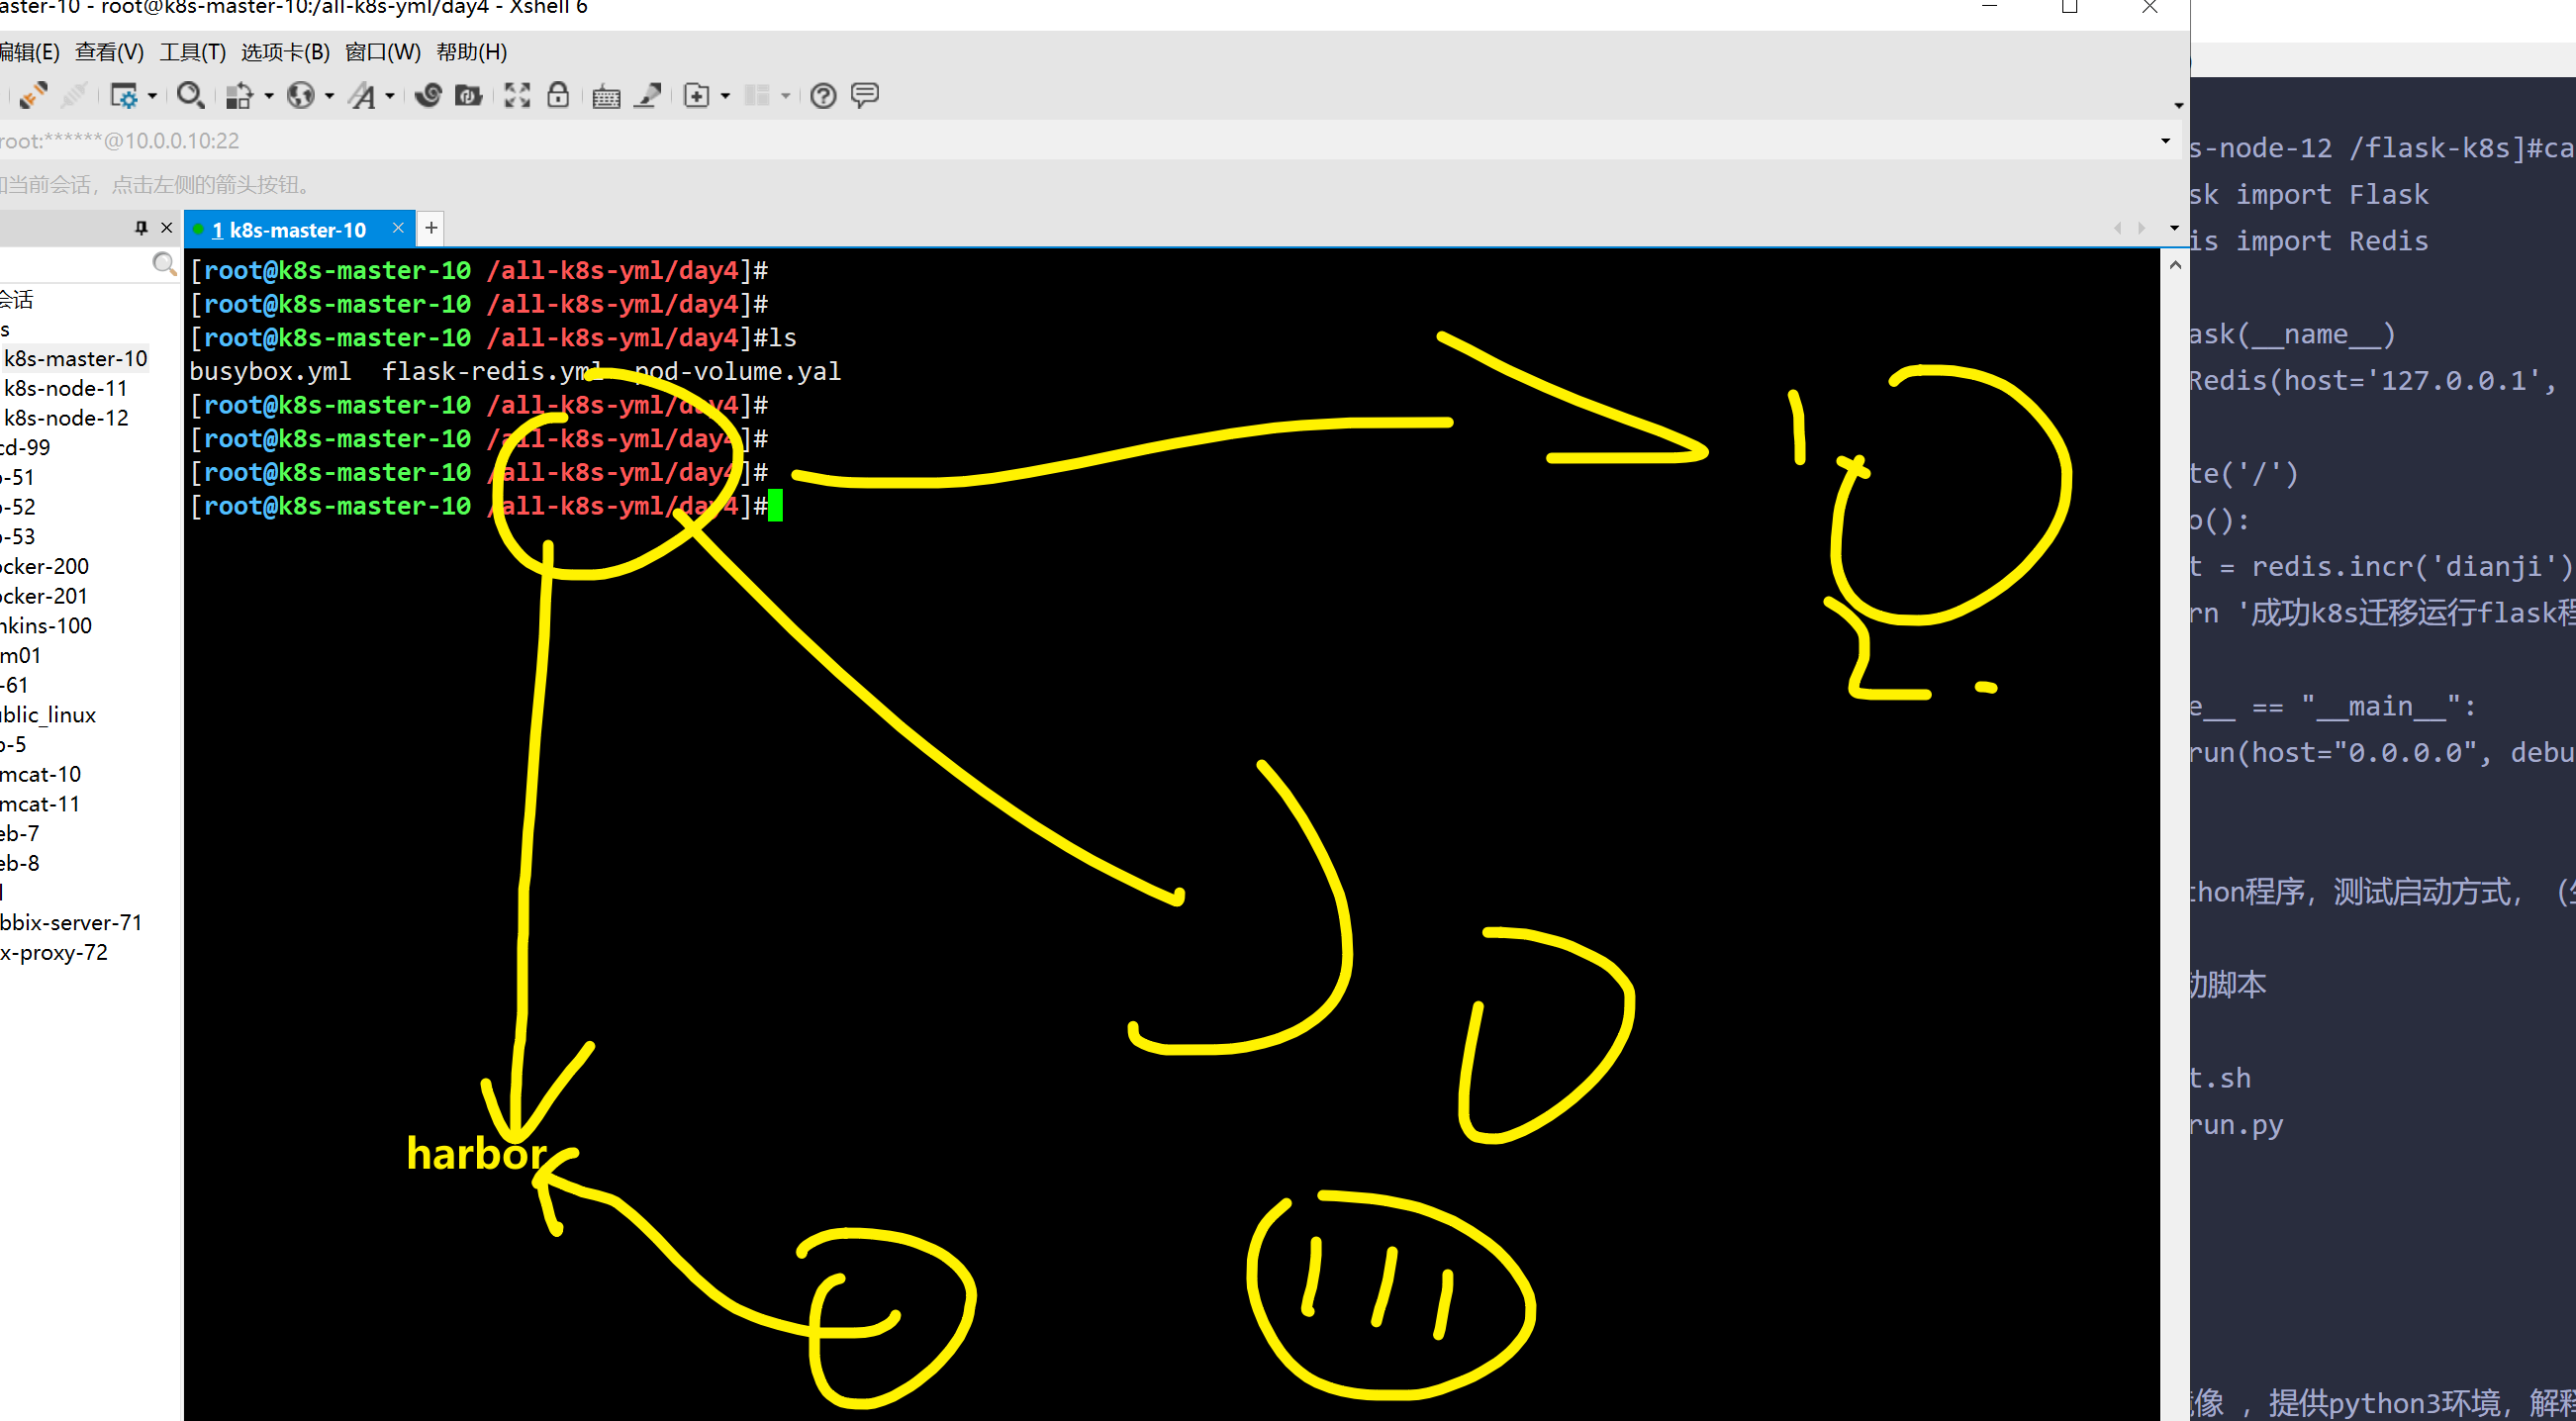 aster-10 - root@k8s-master-10:/all-k8s-yml/day4 - Xshell 6
编辑(E) 查看(V) 工具(T) 选项卡(B) 窗口(W) 帮助(H)
root:******@10.0.0.10:22
当前会话，点击左侧的箭头按钮。
1 k8s-master-10
会话
s
k8s-master-10
k8s-node-11
k8s-node-12
cd-99
-51
-52
-53
ocker-200
ocker-201
nkins-100
m01
-61
ublic_linux
-5
mcat-10
mcat-11
eb-7
eb-8
l
bbix-server-71
x-proxy-72
[root@k8s-master-10 /all-k8s-yml/day4]#
[root@k8s-master-10 /all-k8s-yml/day4]#
[root@k8s-master-10 /all-k8s-yml/day4]#ls
busybox.yml flask-redis.yml pod-volume.yal
[root@k8s-master-10 /all-k8s-yml/day4]#
[root@k8s-master-10 /all-k8s-yml/day4]#
[root@k8s-master-10 /all-k8s-yml/day4]#
[root@k8s-master-10 /all-k8s-yml/day4]#
1
2
harbor
s-node-12 /flask-k8s]#ca
sk import Flask
is import Redis
ask(__name__)
Redis(host='127.0.0.1',
te('/')
o():
t = redis.incr('dianji')
rn '成功k8s迁移运行flask程
e__ == "__main__":
run(host="0.0.0.0", debu
thon程序，测试启动方式，
动脚本
t.sh
run.py
镜像 ，提供python3环境，解释